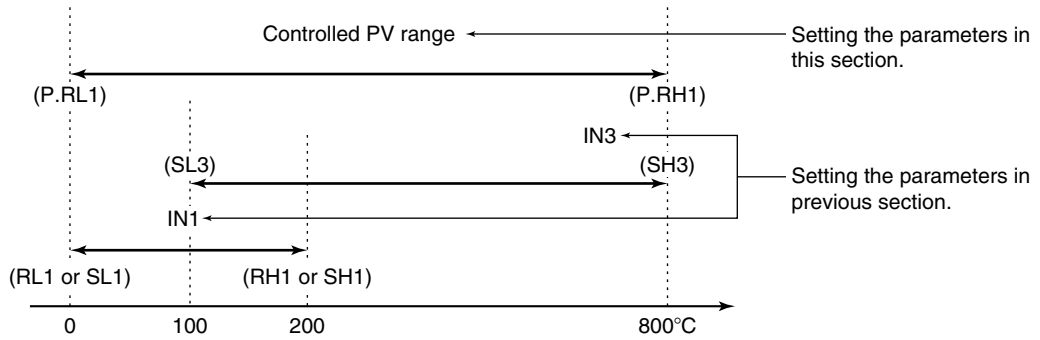 Controlled PV range
Setting the parameters in
this section.
(P.RL1)
(P.RH1)
IN3
(SL3)
(SH3)
Setting the parameters in
previous section.
IN1
(RL1 or SL1)
(RH1 or SH1)
0
100
200
800°C